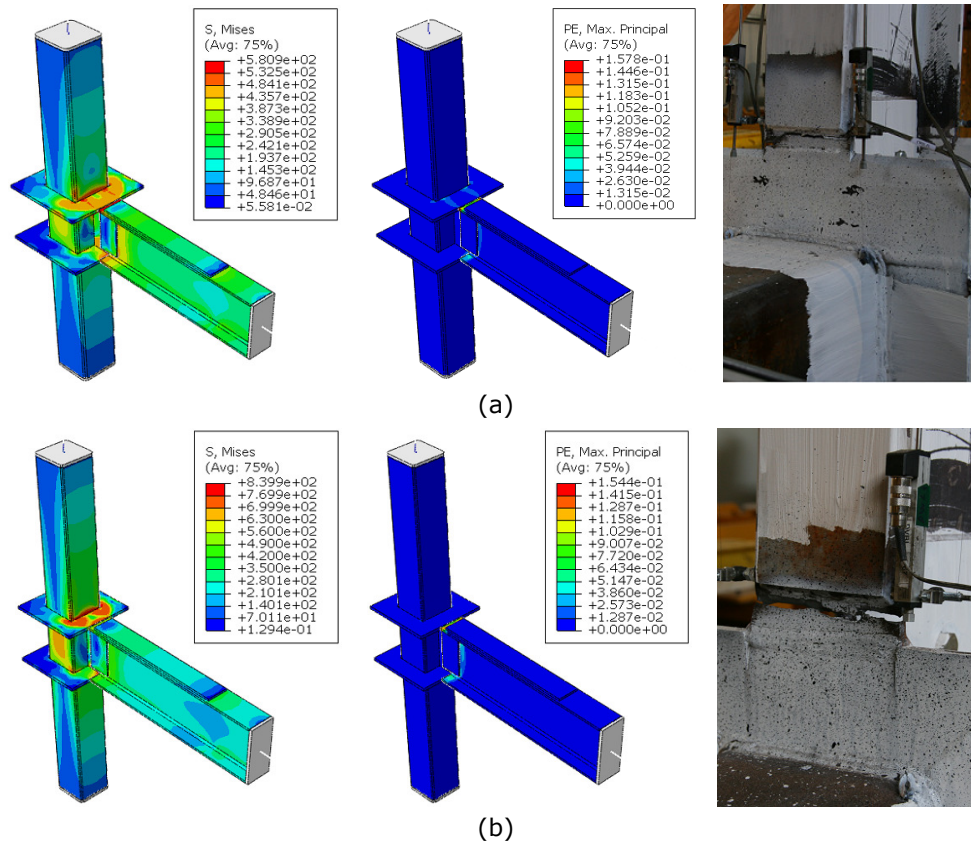 S, Mises
(Avg: 75%)
+5.809e+02
+5.325e+02
+4.841e+02
+4.357e+02
+3.873e+02
+3.389e+02
+2.905e+02
+2.421e+02
+1.937e+02
+1.453e+02
+9.687e+01
+4.846e+01
+5.581e-02
PE, Max. Principal
(Avg: 75%)
+1.578e-01
+1.446e-01
+1.315e-01
+1.183e-01
+1.052e-01
+9.203e-02
+7.889e-02
+6.574e-02
+5.259e-02
+3.944e-02
+2.630e-02
+1.315e-02
+0.000e+00
(a)
S, Mises
(Avg: 75%)
+8.399e+02
+7.699e+02
+6.999e+02
+6.300e+02
+5.600e+02
+4.900e+02
+4.200e+02
+3.500e+02
+2.801e+02
+2.101e+02
+1.401e+02
+7.011e+01
+1.294e-01
PE, Max. Principal
(Avg: 75%)
+1.544e-01
+1.415e-01
+1.287e-01
+1.158e-01
+1.029e-01
+9.007e-02
+7.720e-02
+6.434e-02
+5.147e-02
+3.860e-02
+2.573e-02
+1.287e-02
+0.000e+00
(b)